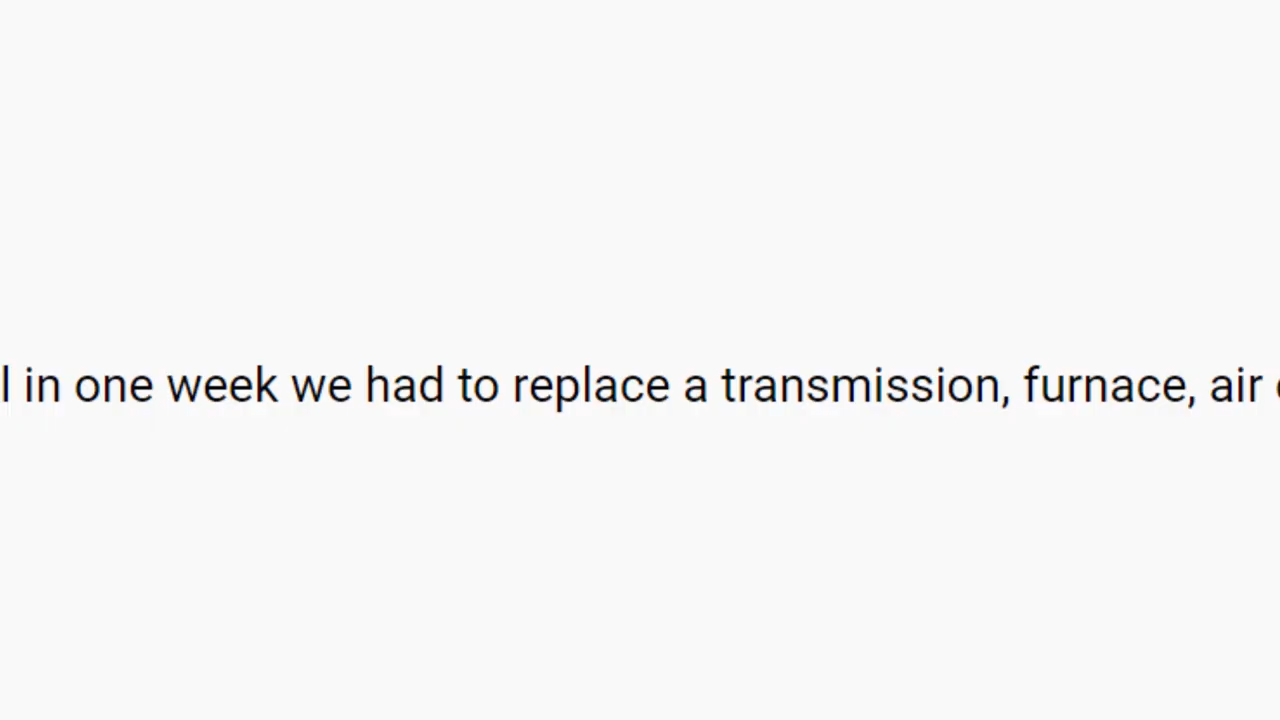 l in one week we had to replace a transmission, furnace, air